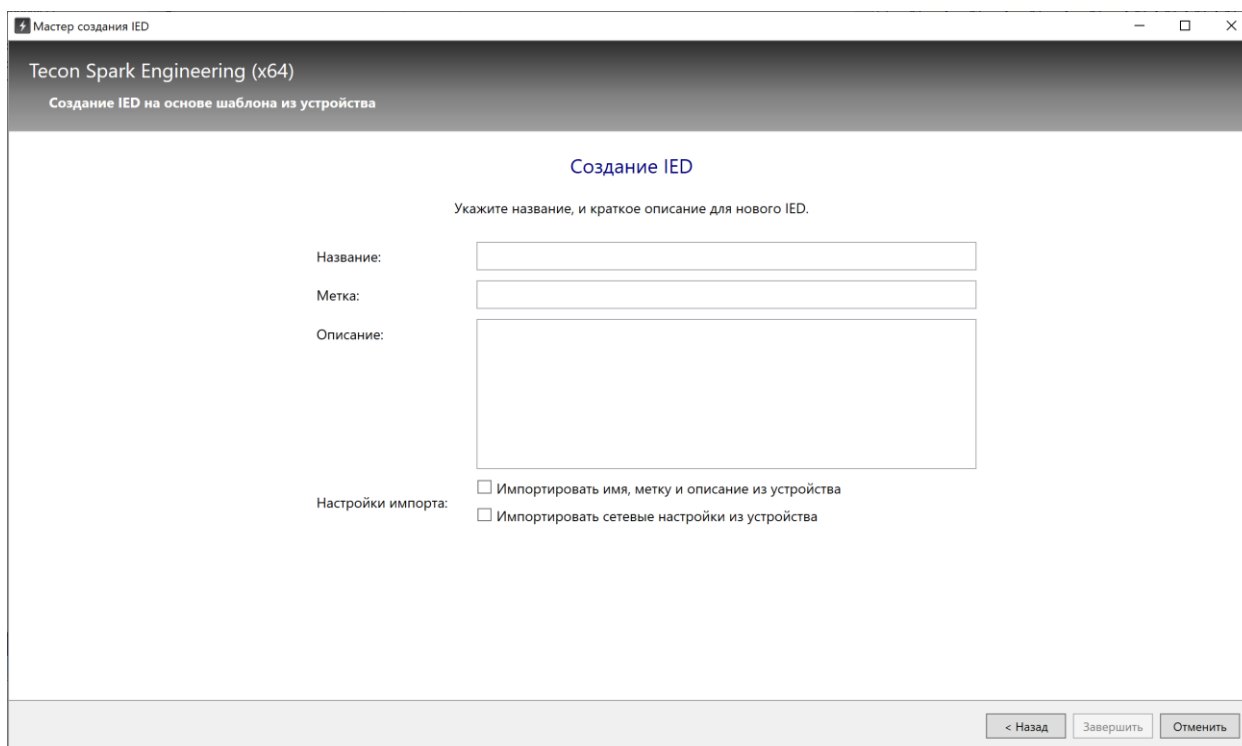 Мастер создания IED
Tecon Spark Engineering (x64)
Создание IED на основе шаблона из устройства
Создание IED
Укажите название, и краткое описание для нового IED.
Название:
Метка:
Описание:
Настройки импорта:
Импортировать имя, метку и описание из устройства
Импортировать сетевые настройки из устройства
< Назад
Завершить
Отменить